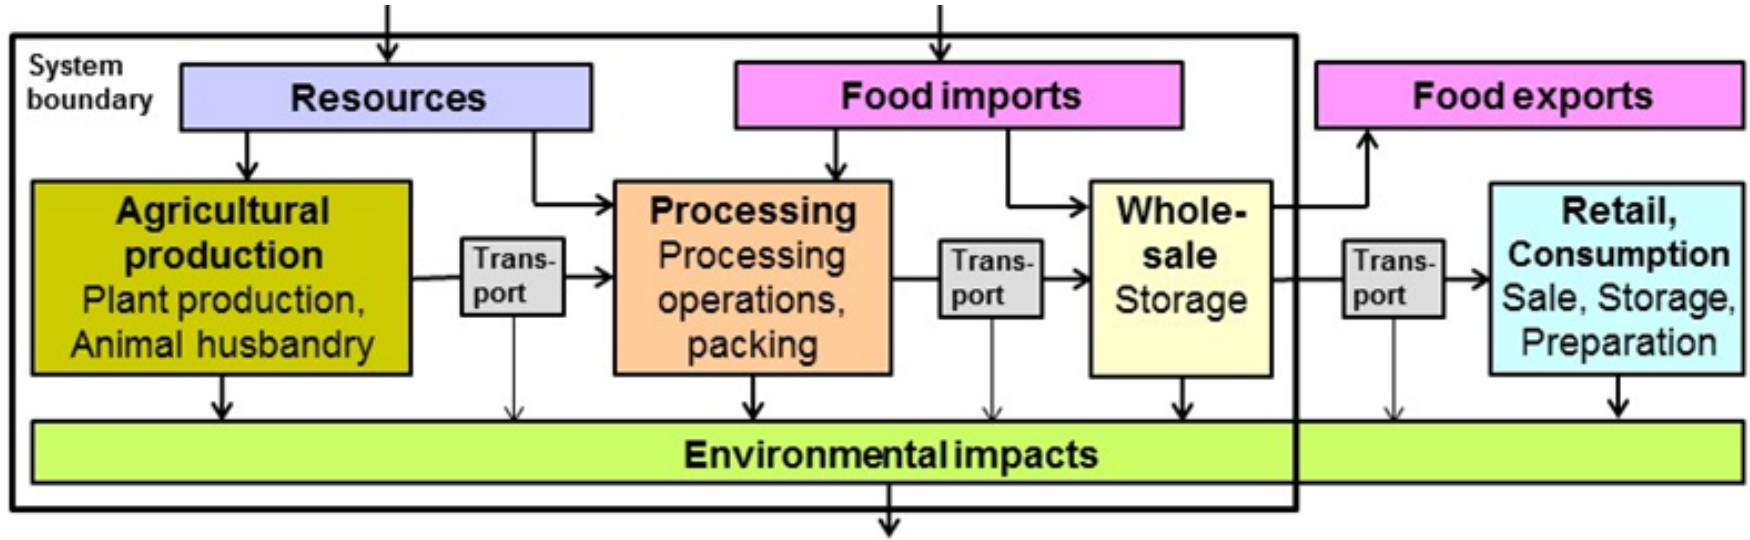 System
boundary
Resources
Food imports
Food exports
Agricultural
production
Plant production,
Animal husbandry
Trans-
port
Processing
Processing
operations,
packing
Trans-
port
Whole-
sale
Storage
Trans-
port
Retail,
Consumption
Sale, Storage,
Preparation
Environmental impacts